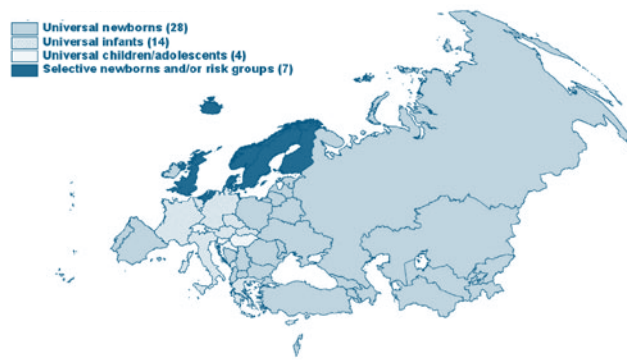 Universal newborns (28)
Universal infants (14)
Universal children/adolescents (4)
Selective newborns and/or risk groups (7)